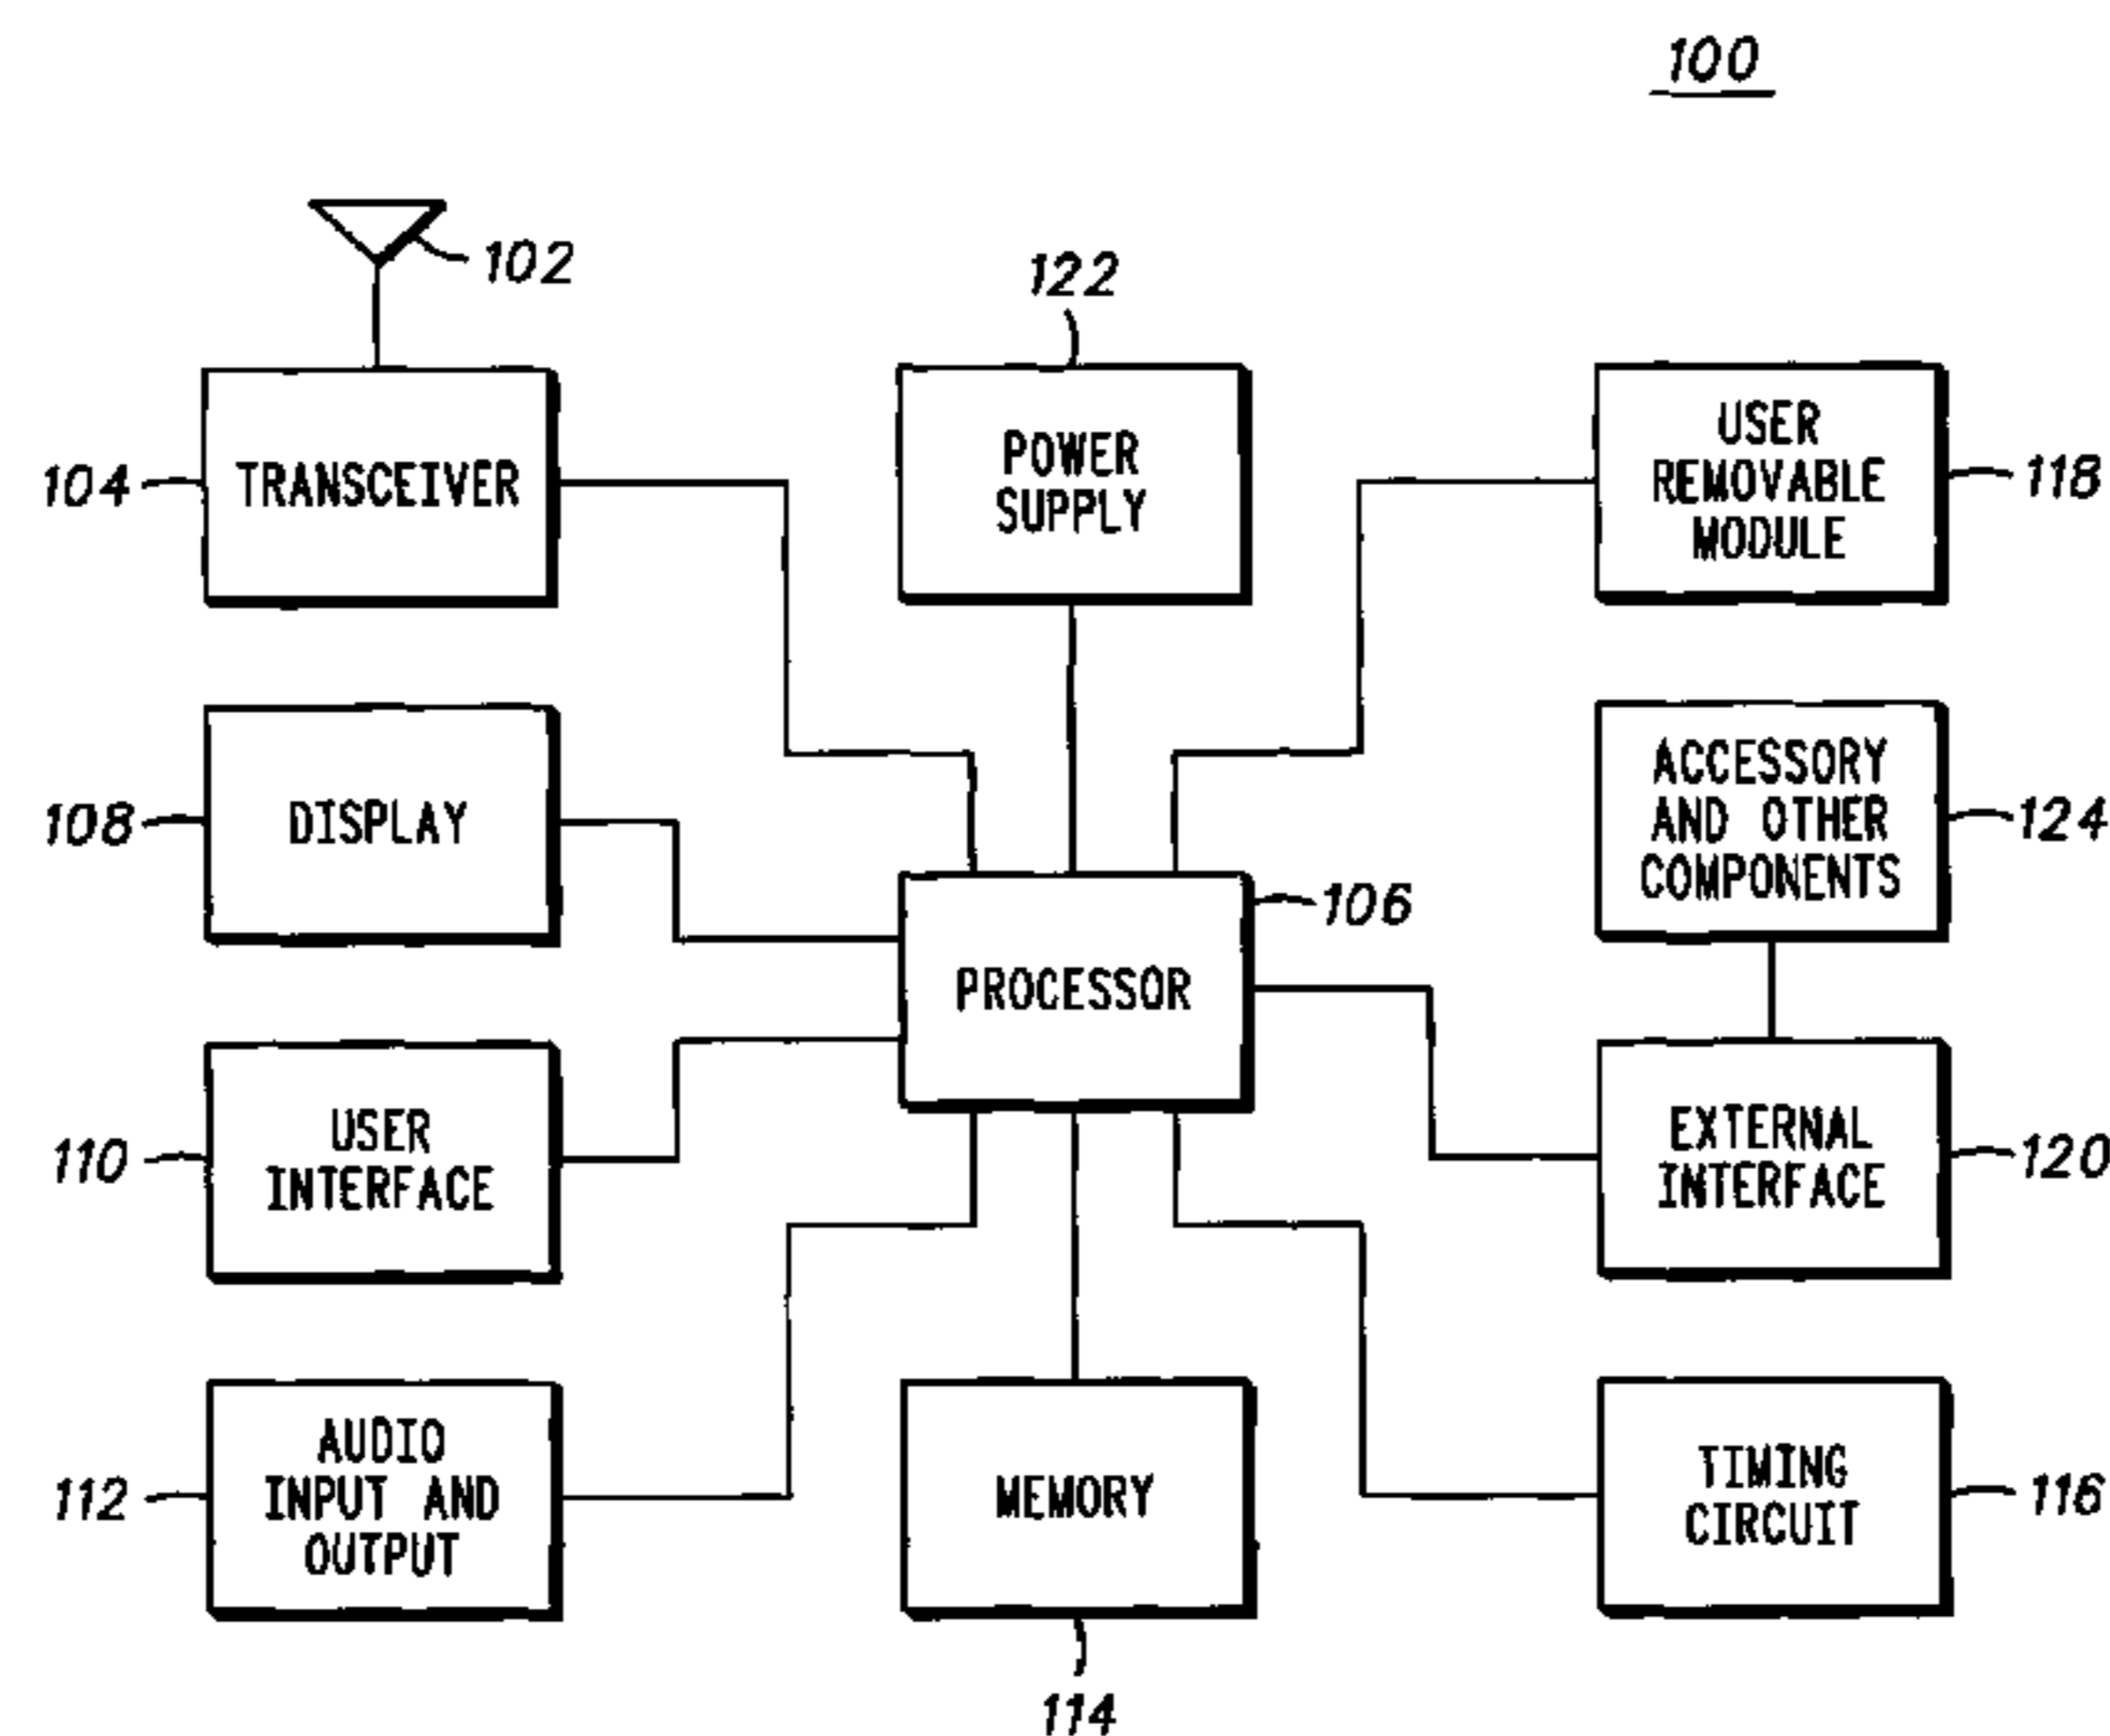 100
102
122
TRANSCEIVER
104
POWER
SUPPLY
USER
REMOVABLE
MODULE
118
DISPLAY
108
ACCESSORY
AND OTHER
COMPONENTS
124
PROCESSOR
106
USER
INTERFACE
110
EXTERNAL
INTERFACE
120
AUDIO
INPUT AND
OUTPUT
112
MEMORY
114
TIMING
CIRCUIT
116